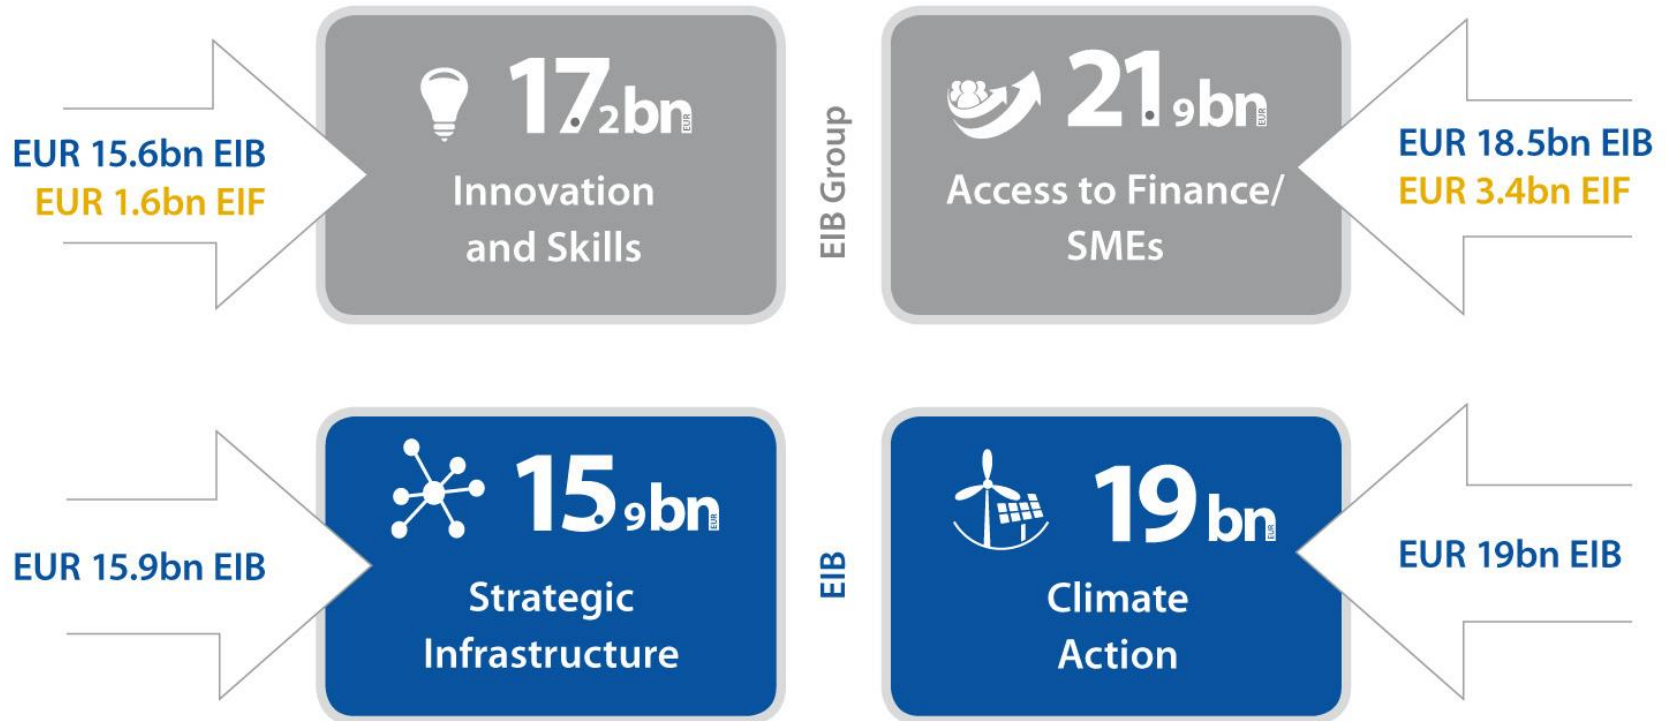 EUR 15.6bn EIB
EUR 1.6bn EIF
17.2bn EUR
Innovation
and Skills
EIB Group
21.9bn EUR
Access to Finance/
SMEs
EUR 18.5bn EIB
EUR 3.4bn EIF
EUR 15.9bn EIB
15.9bn EUR
Strategic
Infrastructure
EIB
19bn EUR
Climate
Action
EUR 19bn EIB